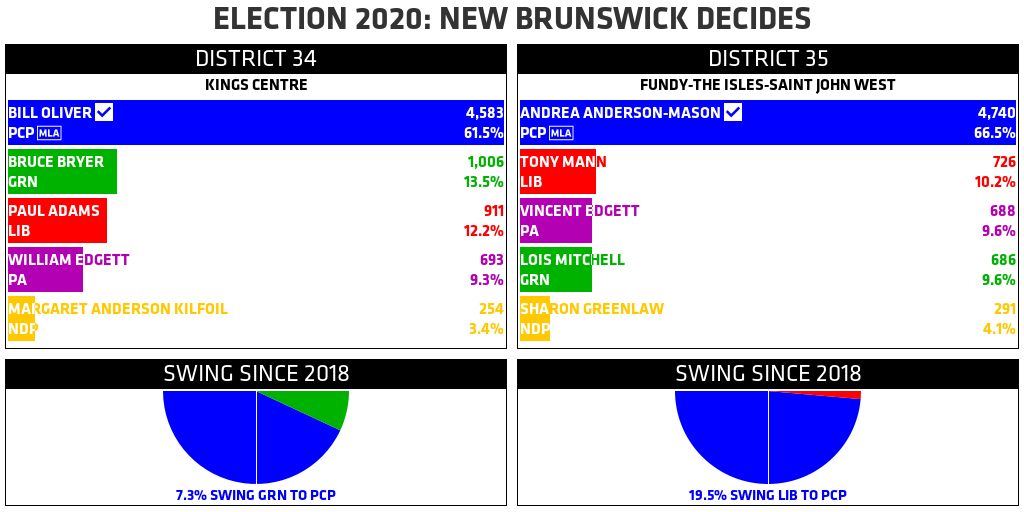 ELECTION 2020: NEW BRUNSWICK DECIDES
DISTRICT 34
KINGS CENTRE
BILL OLIVER 4,583
PCP MLA 61.5%
BRUCE BRYER 1,006
GRN 13.5%
PAUL ADAMS 911
LIB 12.2%
WILLIAM EDGETT 693
PA 9.3%
MARGARET ANDERSON KILFOIL 254
NDP 3.4%
SWING SINCE 2018
7.3% SWING GRN TO PCP
DISTRICT 35
FUNDY-THE ISLES-SAINT JOHN WEST
ANDREA ANDERSON-MASON 4,740
PCP MLA 66.5%
TONY MANN 726
LIB 10.2%
VINCENT EDGETT 688
PA 9.6%
LOIS MITCHELL 686
GRN 9.6%
SHARON GREENLAW 291
NDP 4.1%
SWING SINCE 2018
19.5% SWING LIB TO PCP